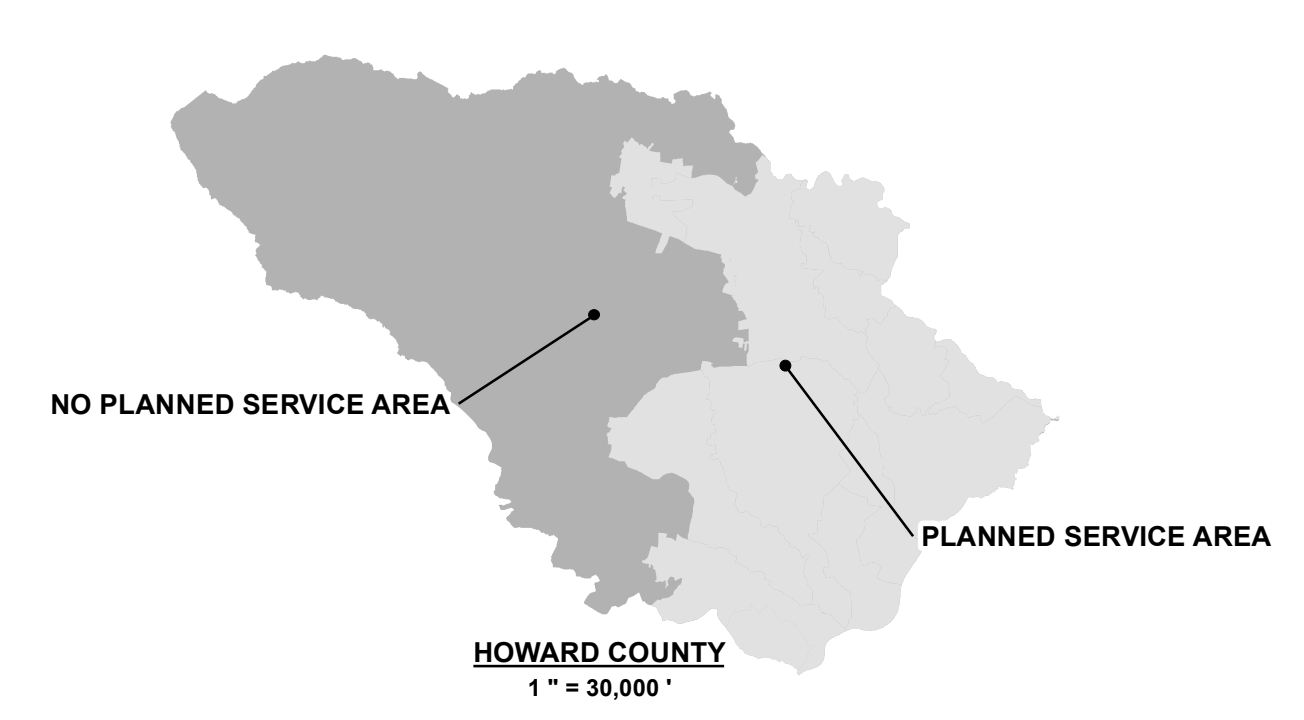 NO PLANNED SERVICE AREA
PLANNED SERVICE AREA
HOWARD COUNTY
1 " = 30,000 '